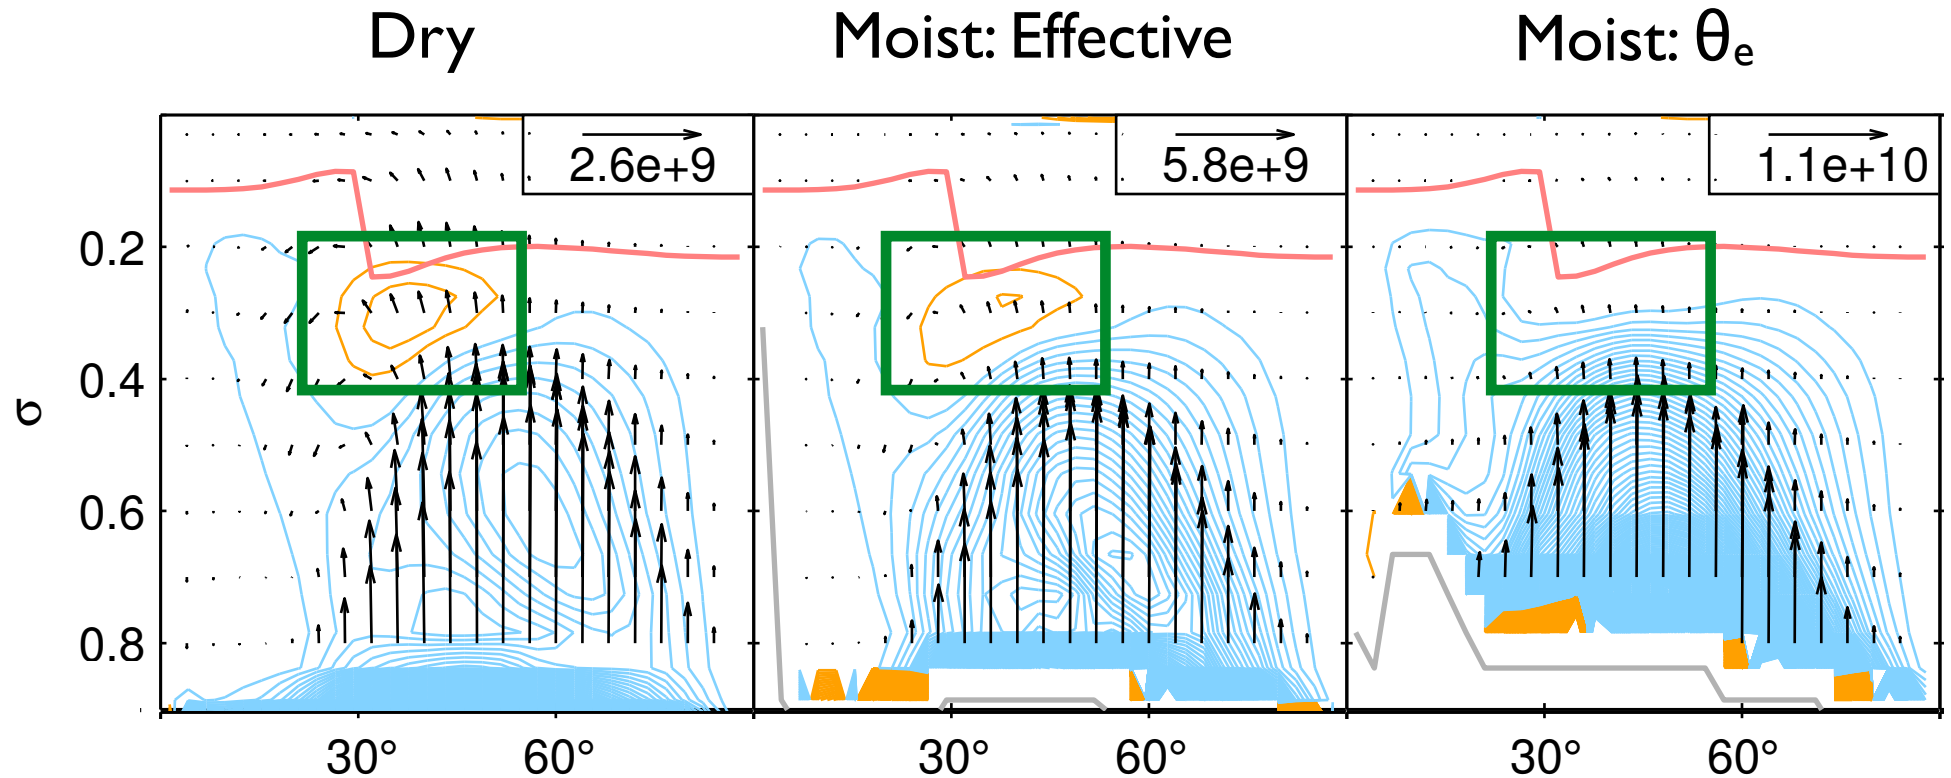 Dry
Moist: Effective
Moist: θe
2.6e+9
5.8e+9
1.1e+10
0.2
0.4
σ
0.6
0.8
30° 60° 30° 60° 30° 60°